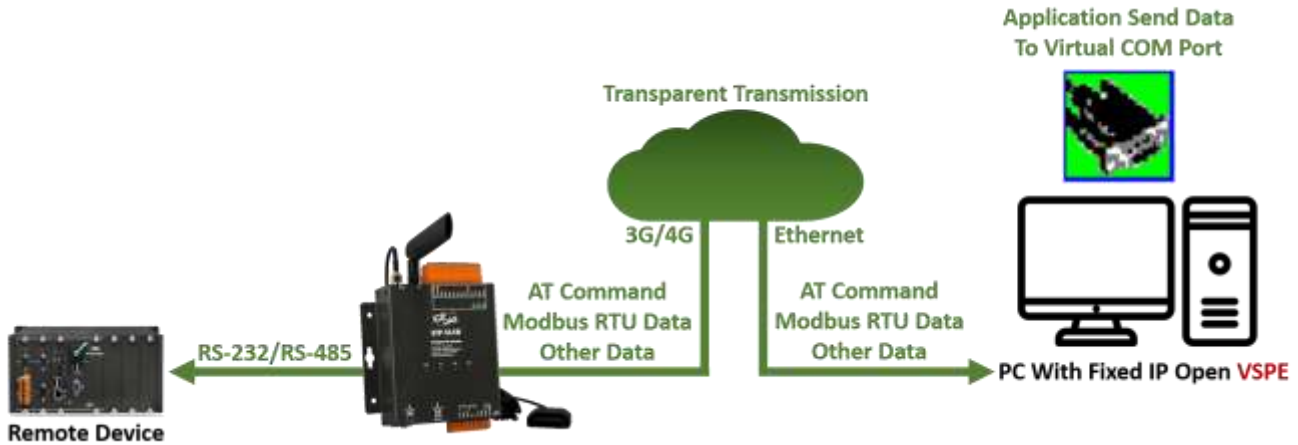 Application Send Data
To Virtual COM Port
Transparent Transmission
3G/4G
Ethernet
AT Command
Modbus RTU Data
Other Data
AT Command
Modbus RTU Data
Other Data
RS-232/RS-485
PC With Fixed IP Open VSPE
Remote Device